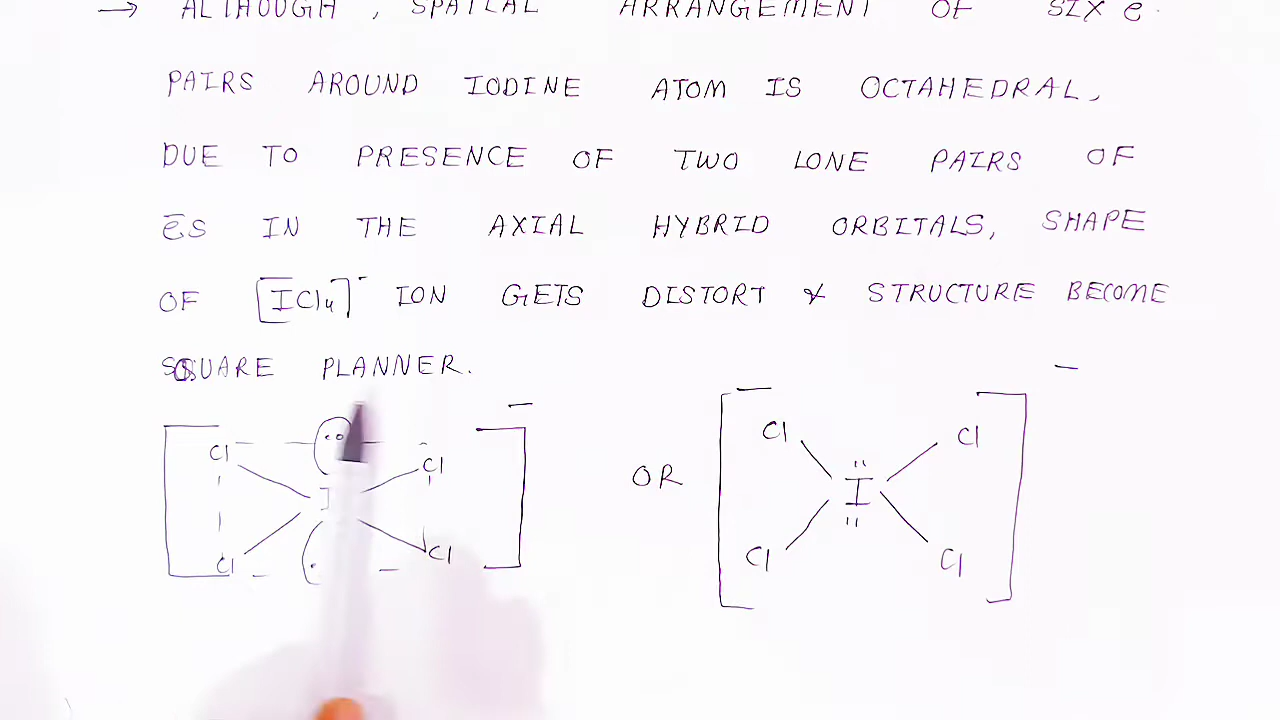 → ALTHOUGH, SPATIAL ARRANGEMENT OF SIX e⁻
PAIRS AROUND IODINE ATOM IS OCTAHEDRAL,
DUE TO PRESENCE OF TWO LONE PAIRS OF
ēS IN THE AXIAL HYBRID ORBITALS, SHAPE
OF [ICl₄]⁻ ION GETS DISTORT & STRUCTURE BECOME
SQUARE PLANNER.
Cl Cl
I
Cl Cl
OR
Cl Cl
I
Cl Cl